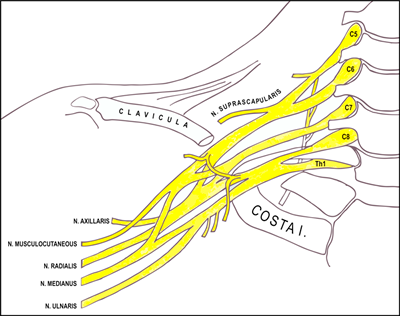 C5
C6
N. SUPRASCAPULARIS
C7
CLAVICULA
C8
Th1
N. AXILLARIS
COSTA I.
N. MUSCULOCUTANEOUS
N. RADIALIS
N. MEDIANUS
N. ULNARIS